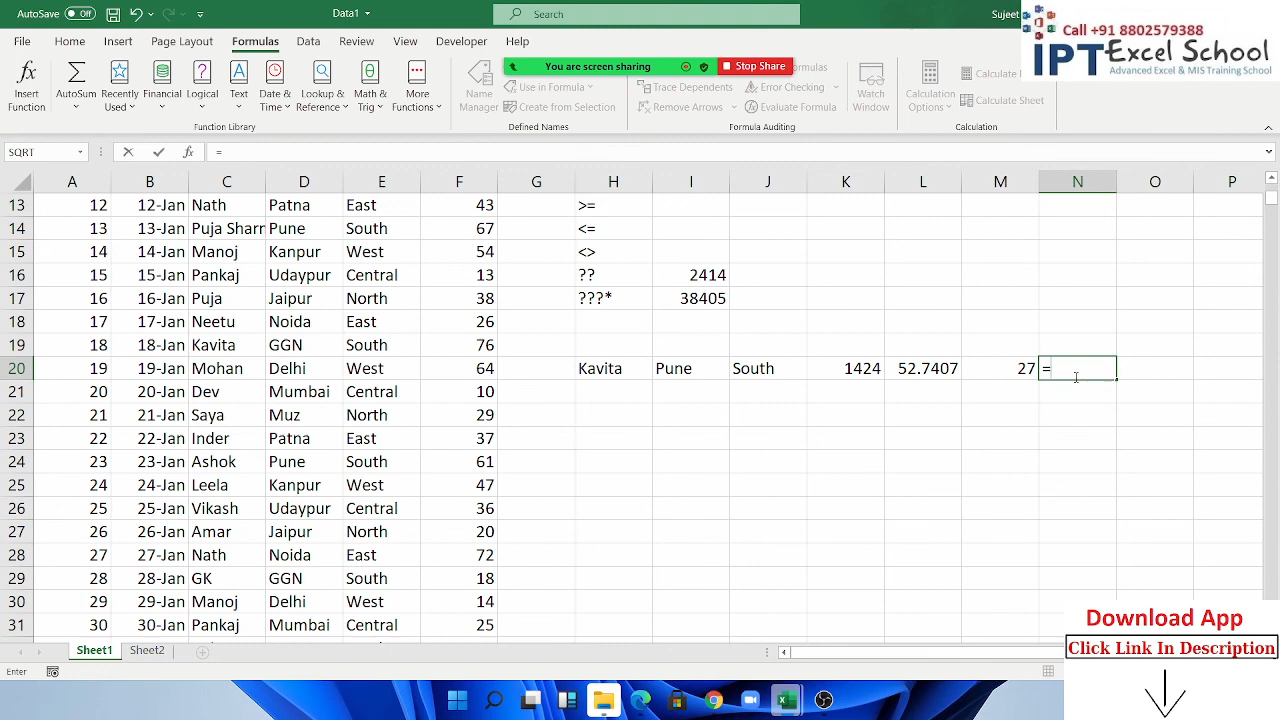 AutoSave Off Data1 Search Sujeet
Call +91 8802579388
IPT Excel School
Advanced Excel & MIS Training School
File Home Insert Page Layout Formulas Data Review View Developer Help
You are screen sharing Stop Share
Insert Function AutoSum Recently Used Financial Logical Text Date & Time Lookup & Reference Math & Trig More Functions
Name Manager Use in Formula Create from Selection
Trace Dependents Remove Arrows Error Checking Evaluate Formula Watch Window
Calculation Options Calculate Calculate Sheet
Function Library Defined Names Formula Auditing Calculation
SQRT fx =
A B C D E F G H I J K L M N O P
13 12 12-Jan Nath Patna East 43 >=
14 13 13-Jan Puja Sharr Pune South 67 <=
15 14 14-Jan Manoj Kanpur West 54 <>
16 15 15-Jan Pankaj Udaypur Central 13 ?? 2414
17 16 16-Jan Puja Jaipur North 38 ???* 38405
18 17 17-Jan Neetu Noida East 26
19 18 18-Jan Kavita GGN South 76
20 19 19-Jan Mohan Delhi West 64 Kavita Pune South 1424 52.7407 27 =
21 20 20-Jan Dev Mumbai Central 10
22 21 21-Jan Saya Muz North 29
23 22 22-Jan Inder Patna East 37
24 23 23-Jan Ashok Pune South 61
25 24 24-Jan Leela Kanpur West 47
26 25 25-Jan Vikash Udaypur Central 36
27 26 26-Jan Amar Jaipur North 20
28 27 27-Jan Nath Noida East 72
29 28 28-Jan GK GGN South 18
30 29 29-Jan Manoj Delhi West 14
31 30 30-Jan Pankaj Mumbai Central 25
Sheet1 Sheet2
Enter
Download App
Click Link In Description